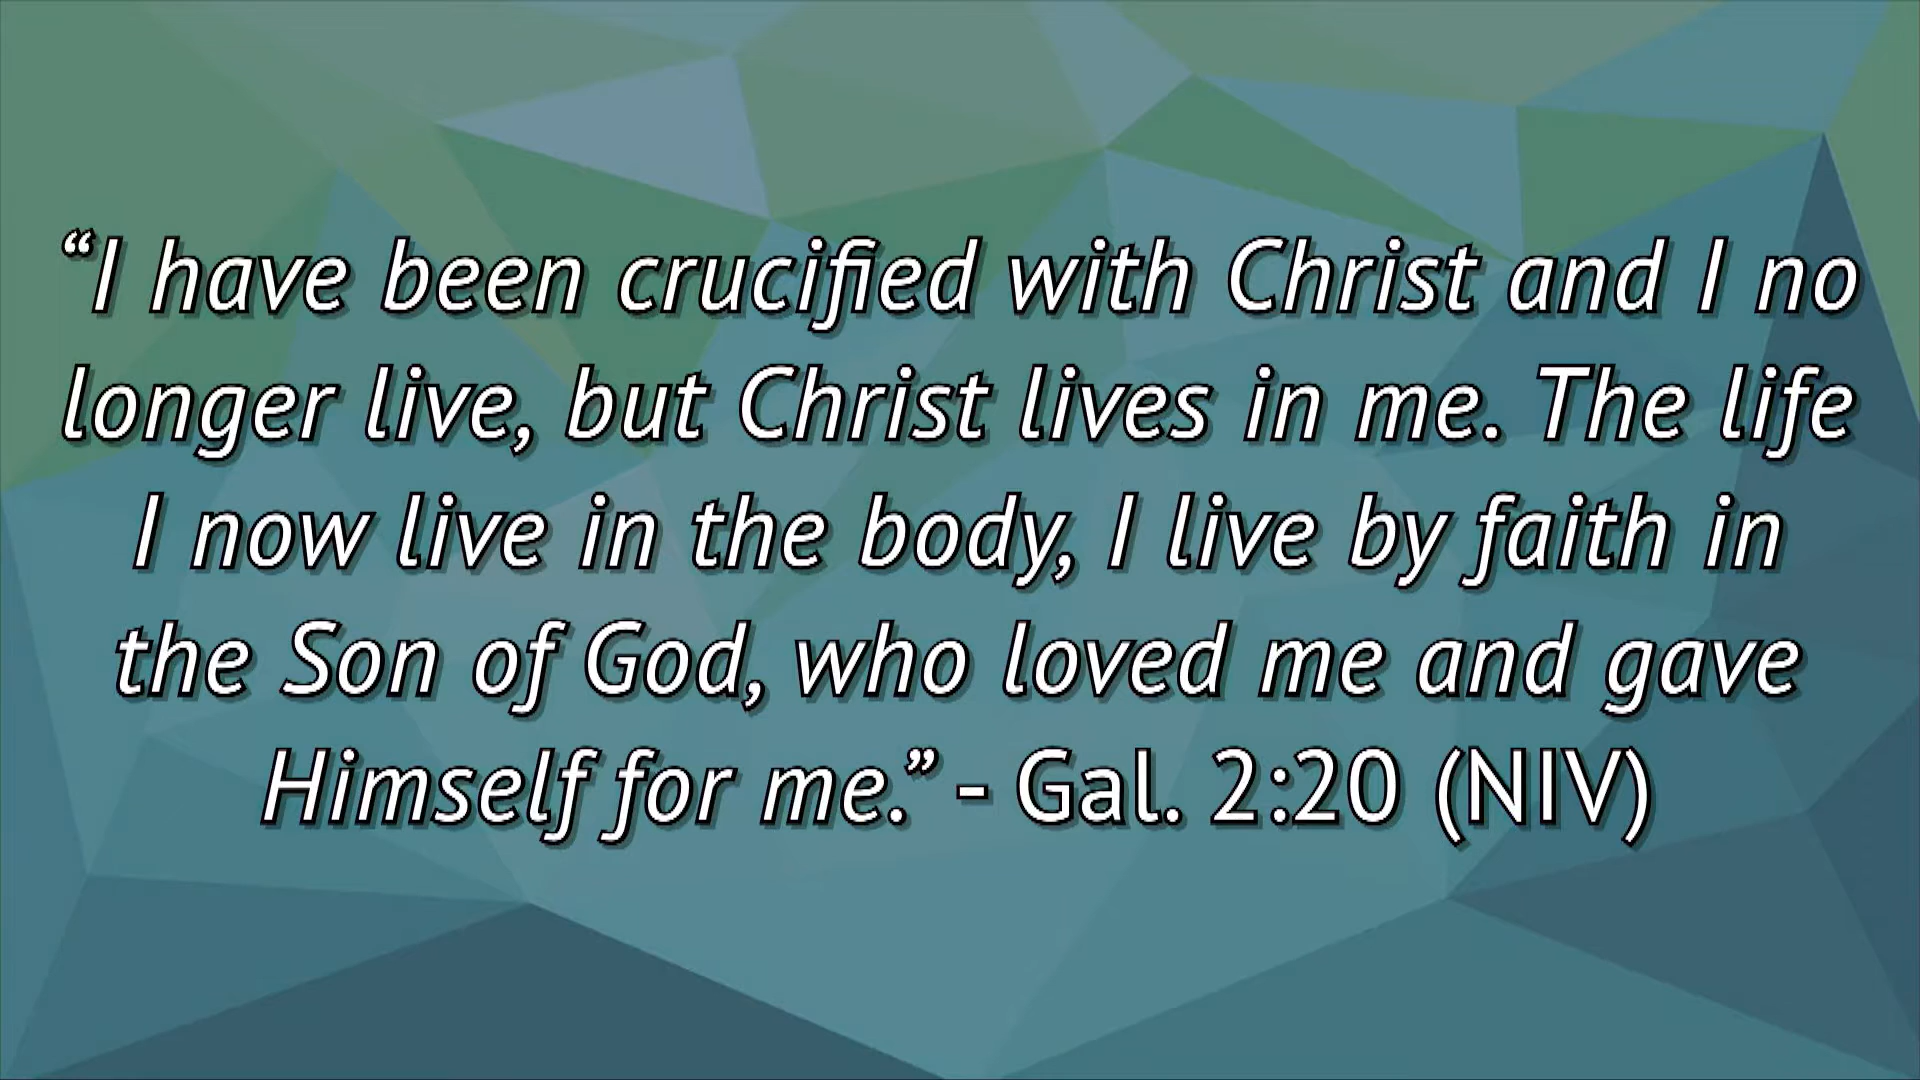 “I have been crucified with Christ and I no
longer live, but Christ lives in me. The life
I now live in the body, I live by faith in
the Son of God, who loved me and gave
Himself for me.” - Gal. 2:20 (NIV)